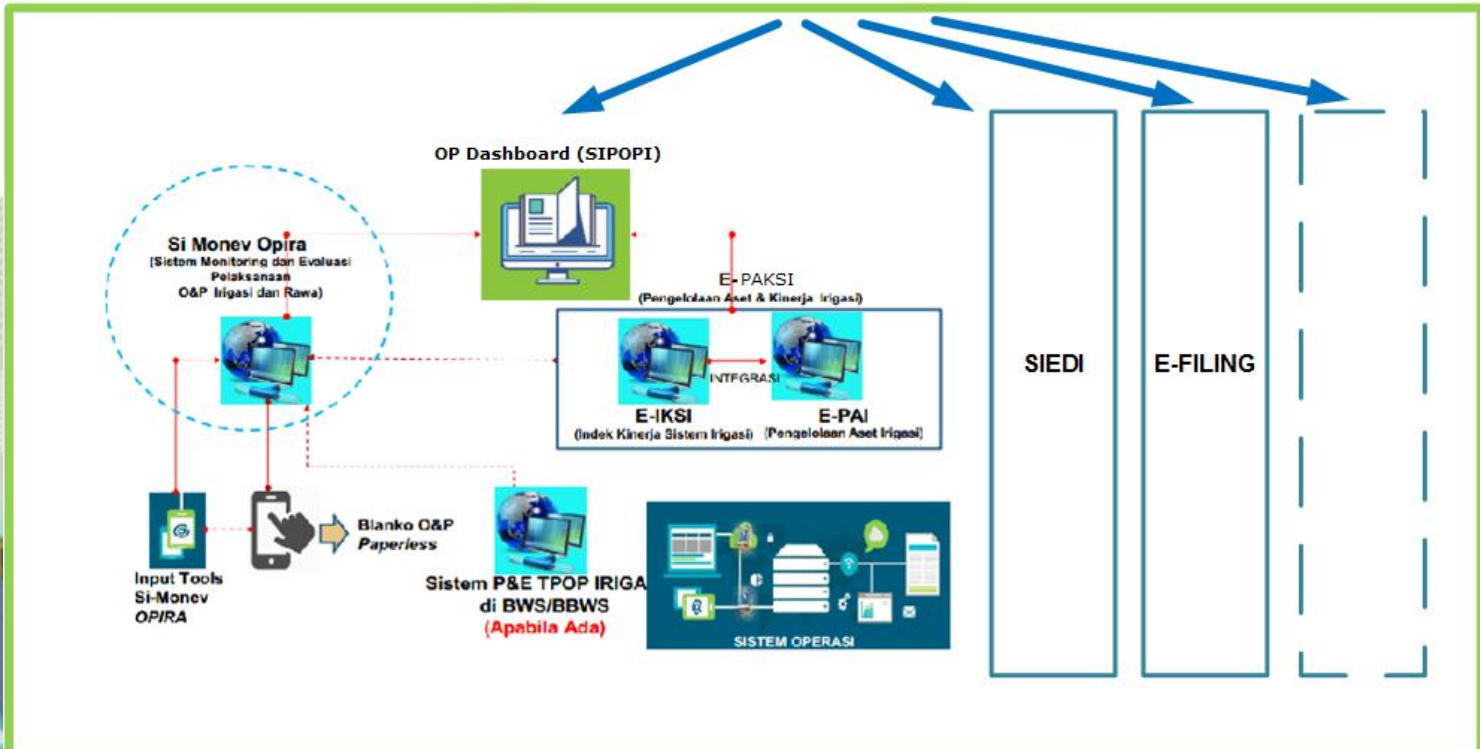 OP Dashboard (SIPOPI)
Si Monev Opira
(Sistem Monitoring dan Evaluasi
Pelaksanaan
O&P Irigasi dan Rawa)
E-PAKSI
(Pengelolaan Aset & Kinerja Irigasi)
INTEGRASI
E-IKSI
(Indek Kinerja Sistem Irigasi)
E-PAI
(Pengelolaan Aset Irigasi)
SIEDI
E-FILING
Input Tools
Si-Monev
OPIRA
Blanko O&P
Paperless
Sistem P&E TPOP IRIGA
di BWS/BBWS
(Apabila Ada)
SISTEM OPERASI